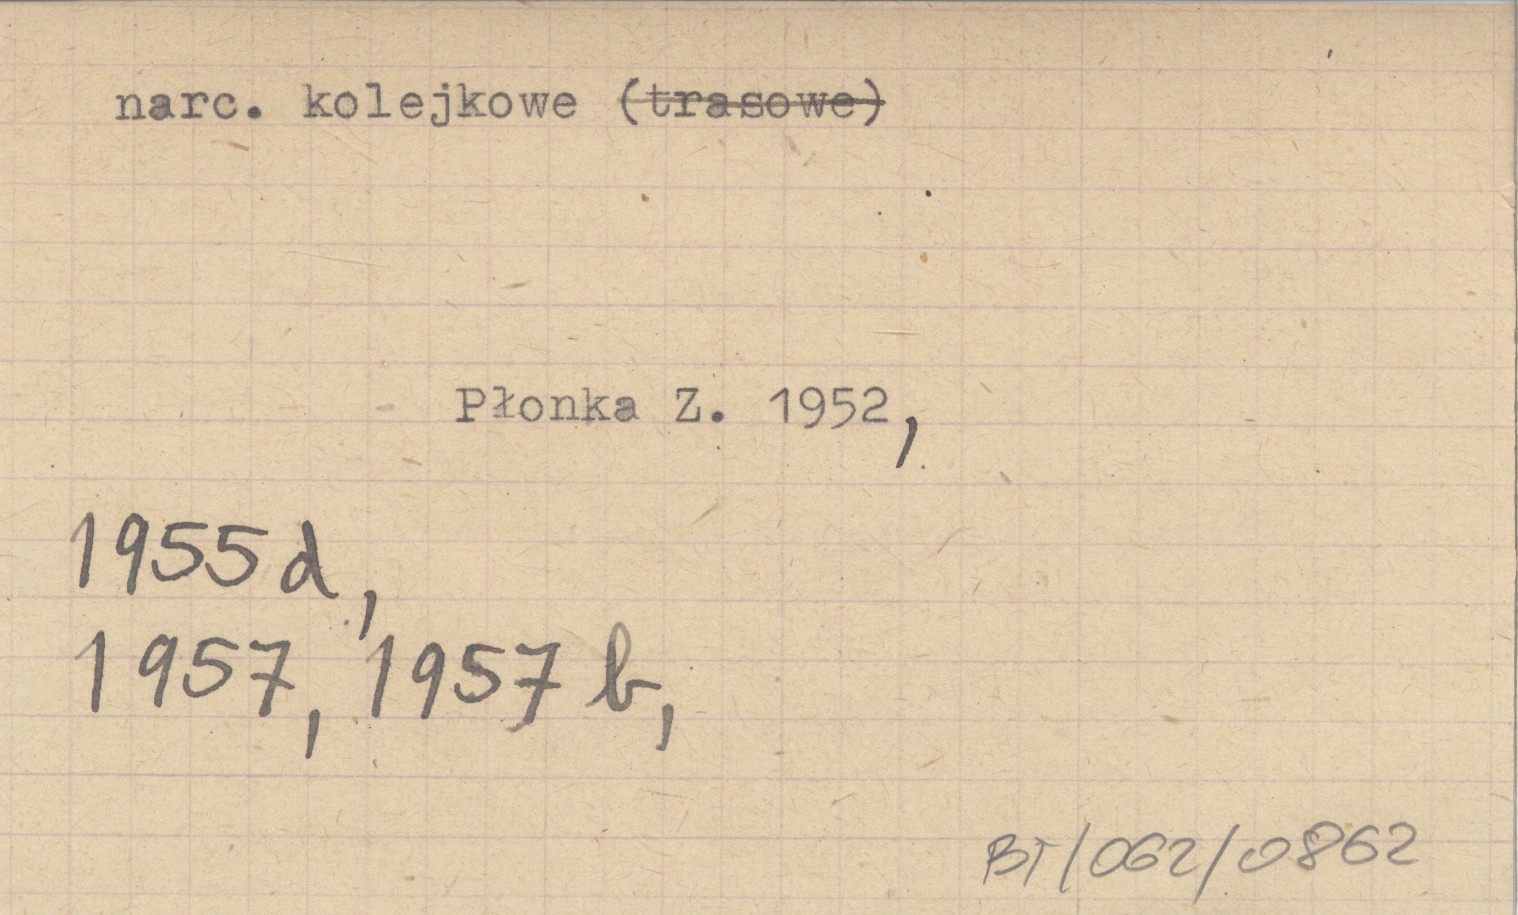 narc. kolejkowe (trasowe)
Płonka Z. 1952,
1955 d,
1957, 1957 b,
BT/062/0862